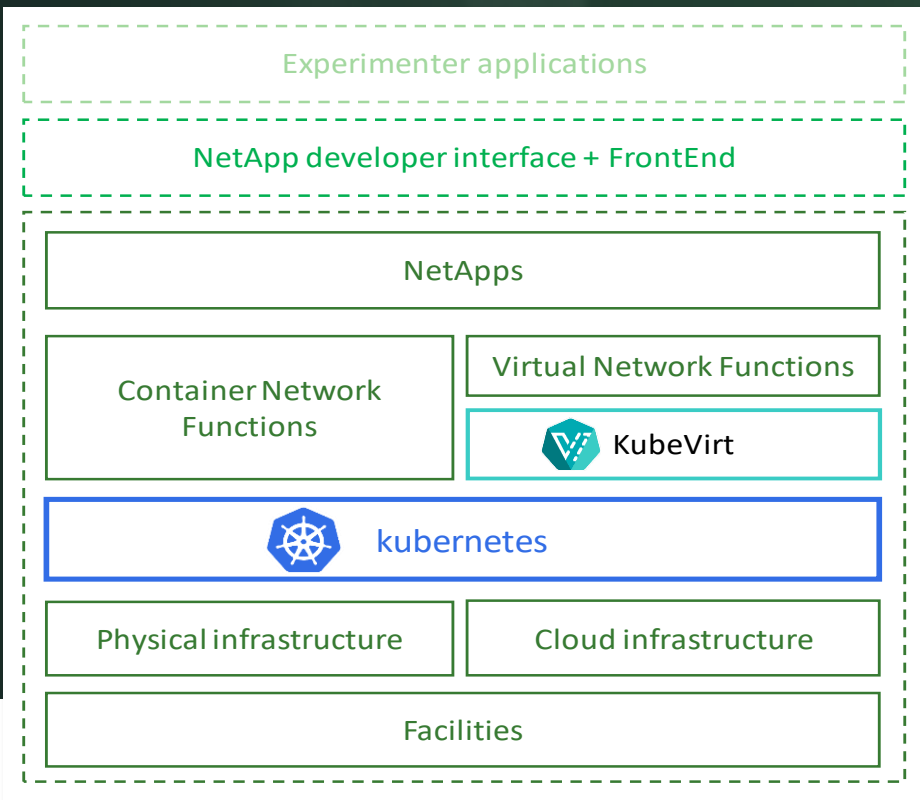 Experimenter applications
NetApp developer interface + FrontEnd
NetApps
Container Network
Functions
Virtual Network Functions
KubeVirt
kubernetes
Physical infrastructure
Cloud infrastructure
Facilities